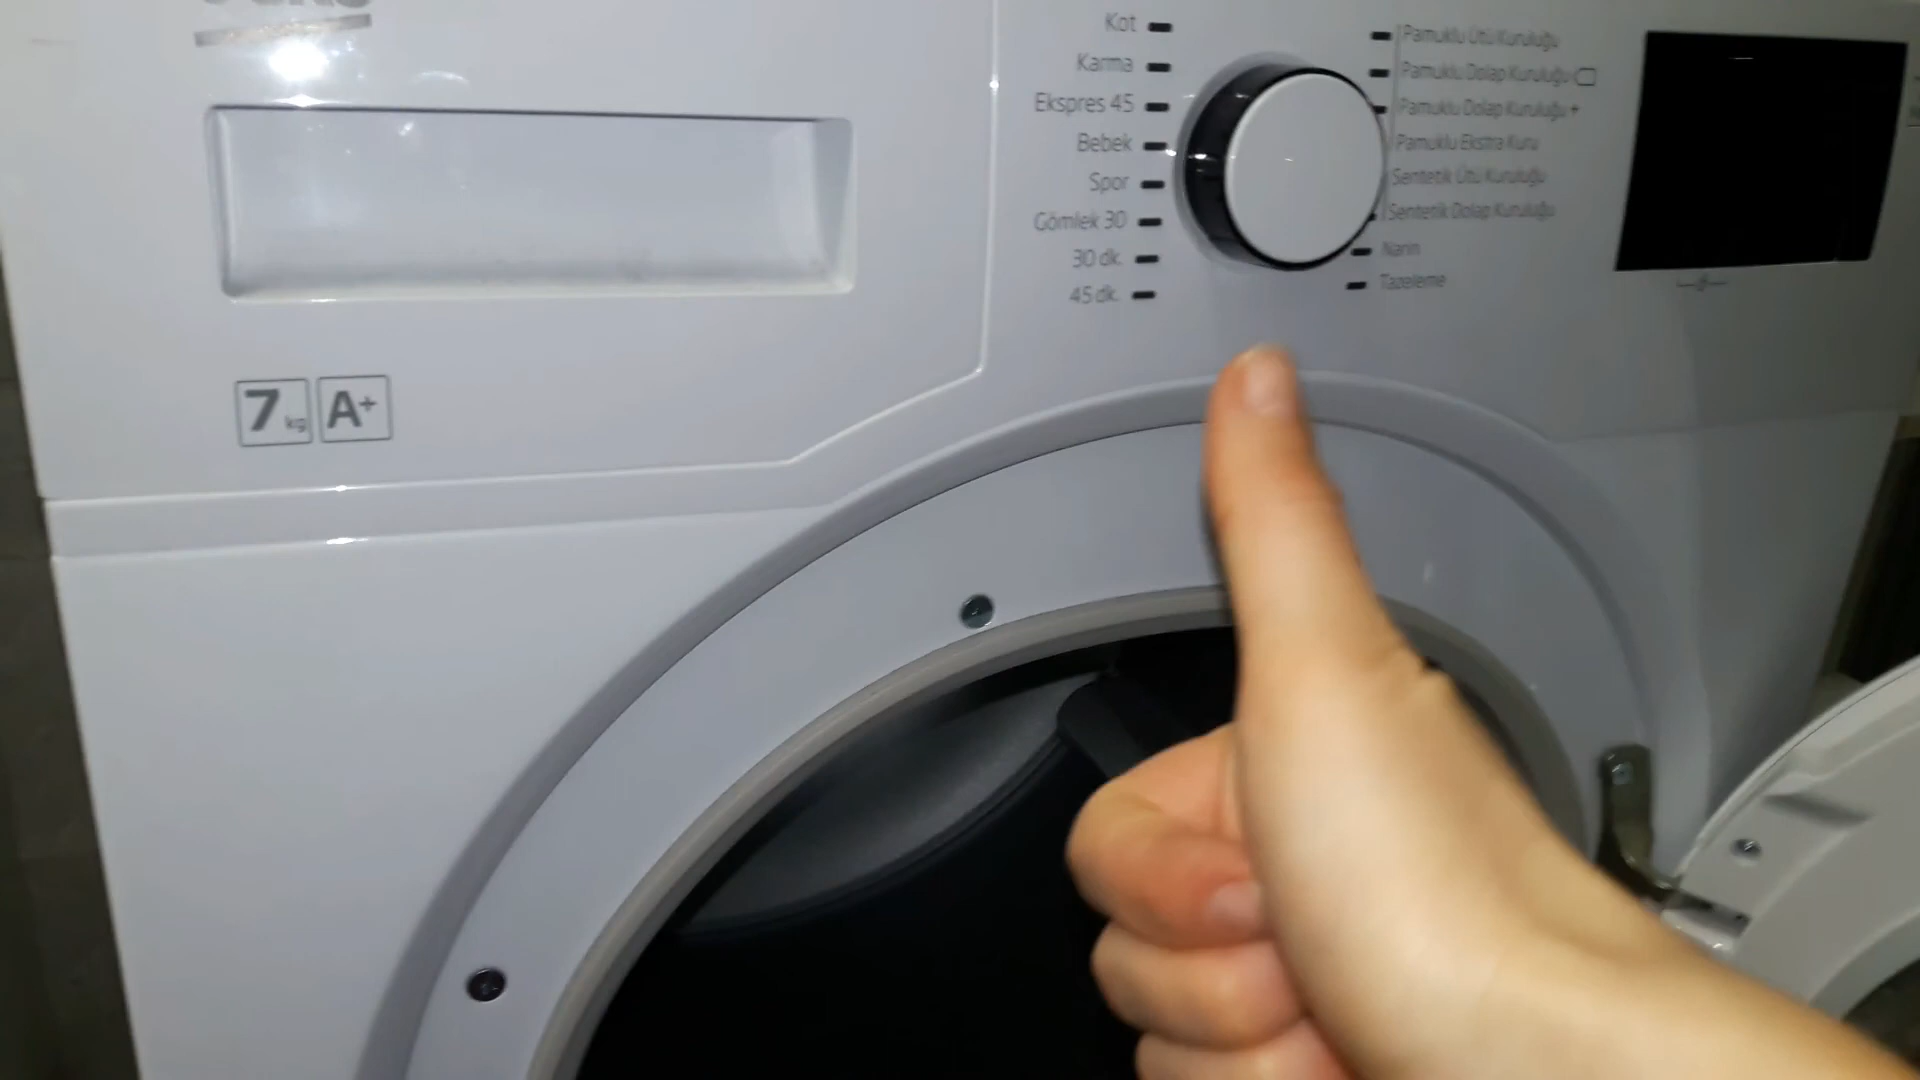 Kot
Karma
Ekspres 45
Bebek
Spor
Gömlek 30
30 dk.
45 dk.
Pamuklu Ütü Kuruluğu
Pamuklu Dolap Kuruluğu
Pamuklu Dolap Kuruluğu +
Pamuklu Ekstra Kuru
Sentetik Ütü Kuruluğu
Sentetik Dolap Kuruluğu
Narin
Tazeleme
7 kg A+